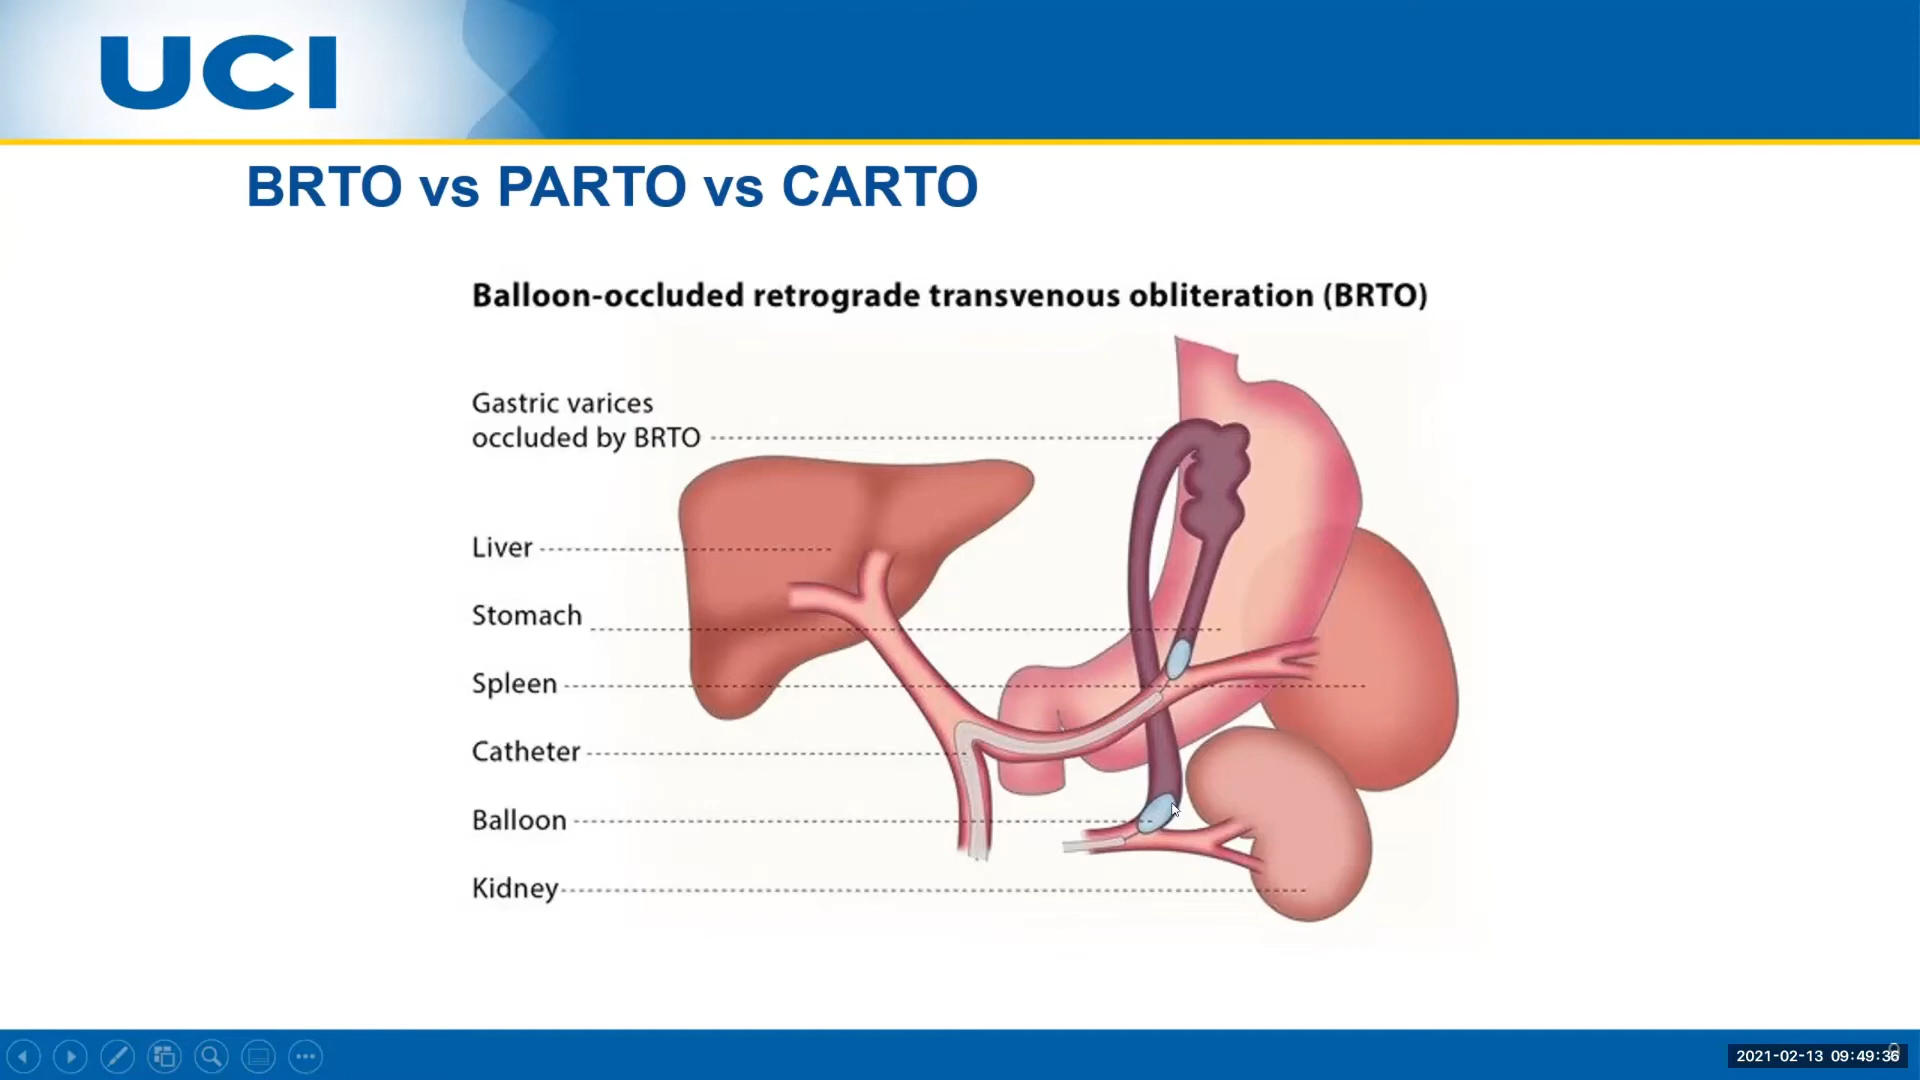 UCI
BRTO vs PARTO vs CARTO
Balloon-occluded retrograde transvenous obliteration (BRTO)
Gastric varices
occluded by BRTO
Liver
Stomach
Spleen
Catheter
Balloon
Kidney
2021-02-13 09:49:36